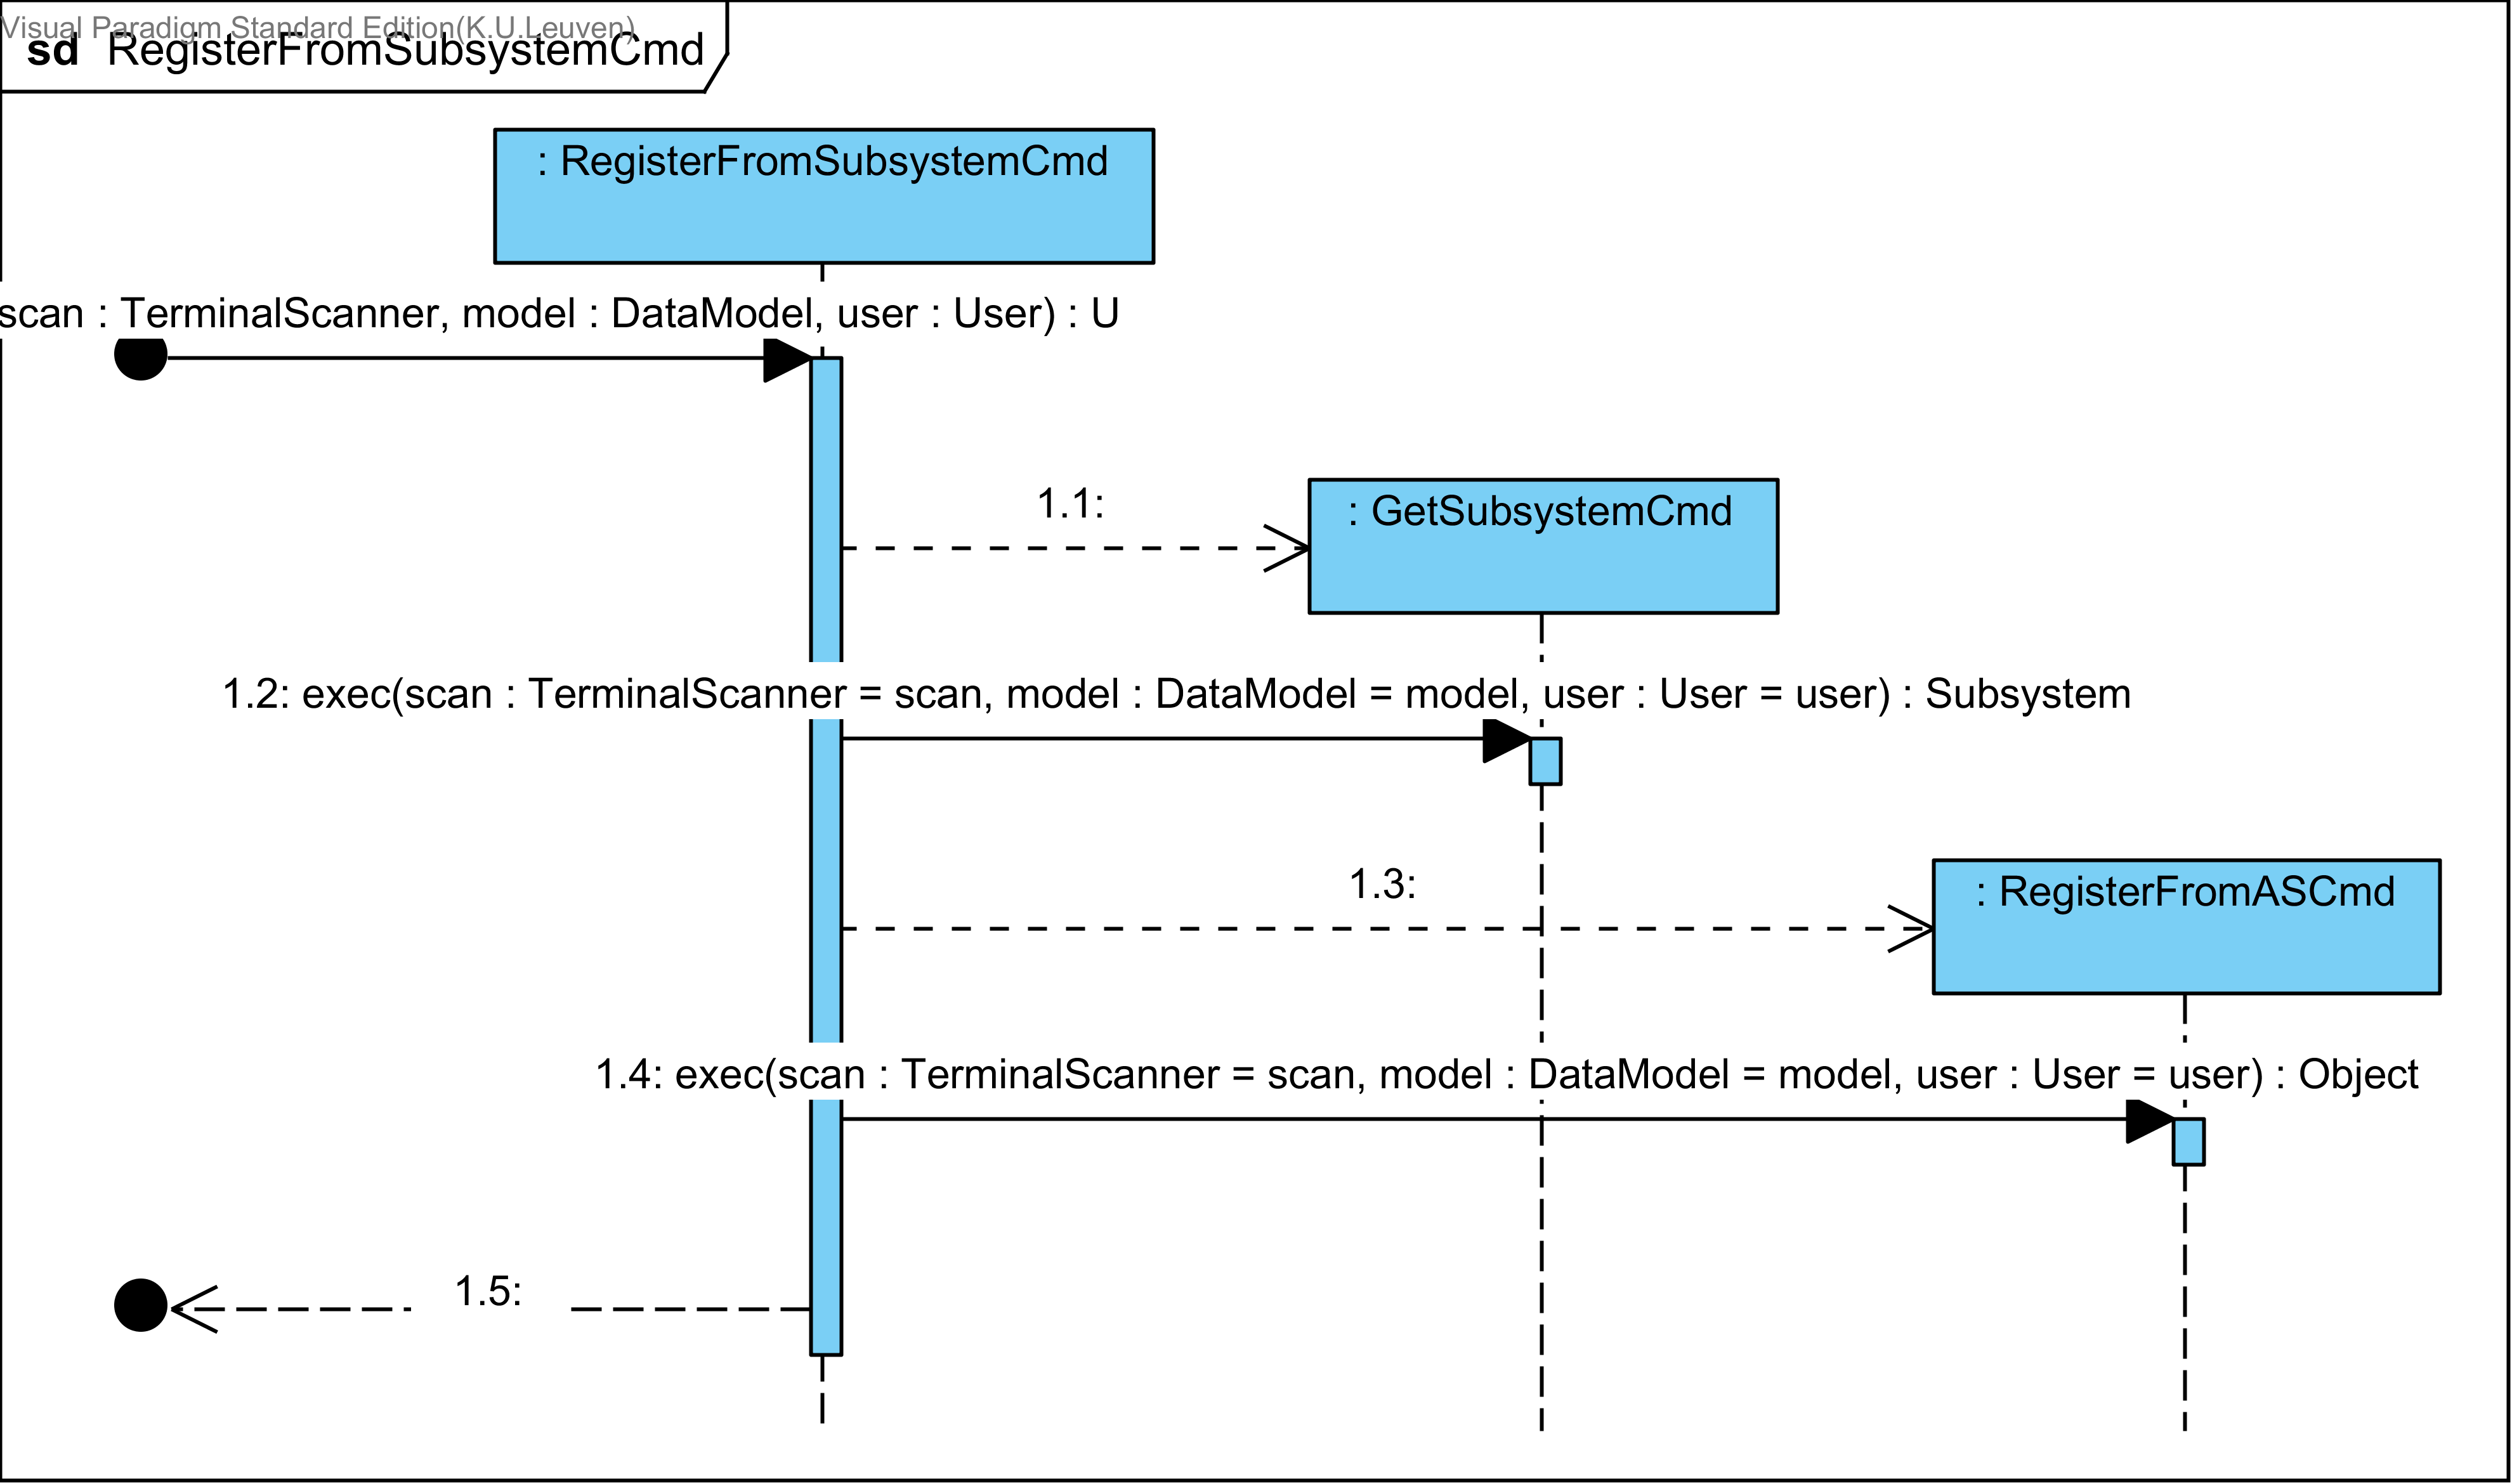 Visual Paradigm Standard Edition(K.U.Leuven)
sd RegisterFromSubsystemCmd
: RegisterFromSubsystemCmd
scan : TerminalScanner, model : DataModel, user : User) : U
1.1:
: GetSubsystemCmd
1.2: exec(scan : TerminalScanner = scan, model : DataModel = model, user : User = user) : Subsystem
1.3:
: RegisterFromASCmd
1.4: exec(scan : TerminalScanner = scan, model : DataModel = model, user : User = user) : Object
1.5: